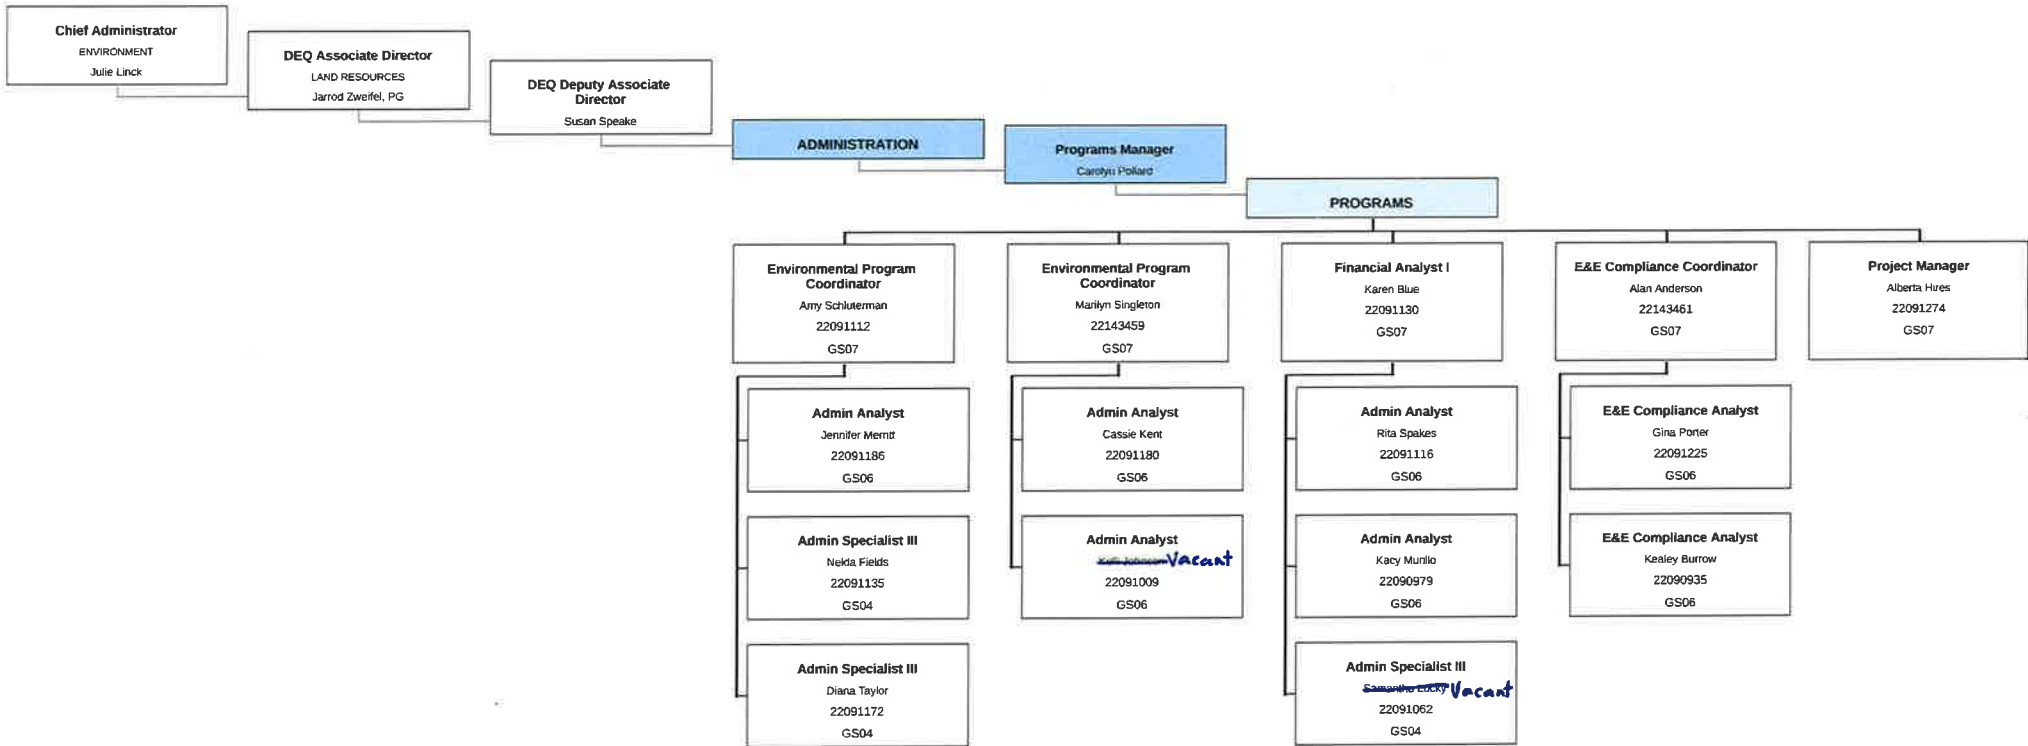 Chief Administrator
ENVIRONMENT
Julie Linck
DEQ Associate Director
LAND RESOURCES
Jarrod Zweifel, PG
DEQ Deputy Associate
Director
Susan Speake
ADMINISTRATION
Programs Manager
Carolyn Pollard
PROGRAMS
Environmental Program
Coordinator
Amy Schluterman
22091112
GS07
Admin Analyst
Jennifer Merritt
22091186
GS06
Admin Specialist III
Nelda Fields
22091135
GS04
Admin Specialist III
Diana Taylor
22091172
GS04
Environmental Program
Coordinator
Marilyn Singleton
22143459
GS07
Admin Analyst
Cassie Kent
22091180
GS06
Admin Analyst
Vacant
22091009
GS06
Financial Analyst I
Karen Blue
22091130
GS07
Admin Analyst
Rita Spakes
22091116
GS06
Admin Analyst
Kacy Murillo
22090979
GS06
Admin Specialist III
Samantha Vacant
22091062
GS04
E&E Compliance Coordinator
Alan Anderson
22143461
GS07
E&E Compliance Analyst
Gina Porter
22091225
GS06
E&E Compliance Analyst
Kealey Burrow
22090935
GS06
Project Manager
Alberta Hires
22091274
GS07